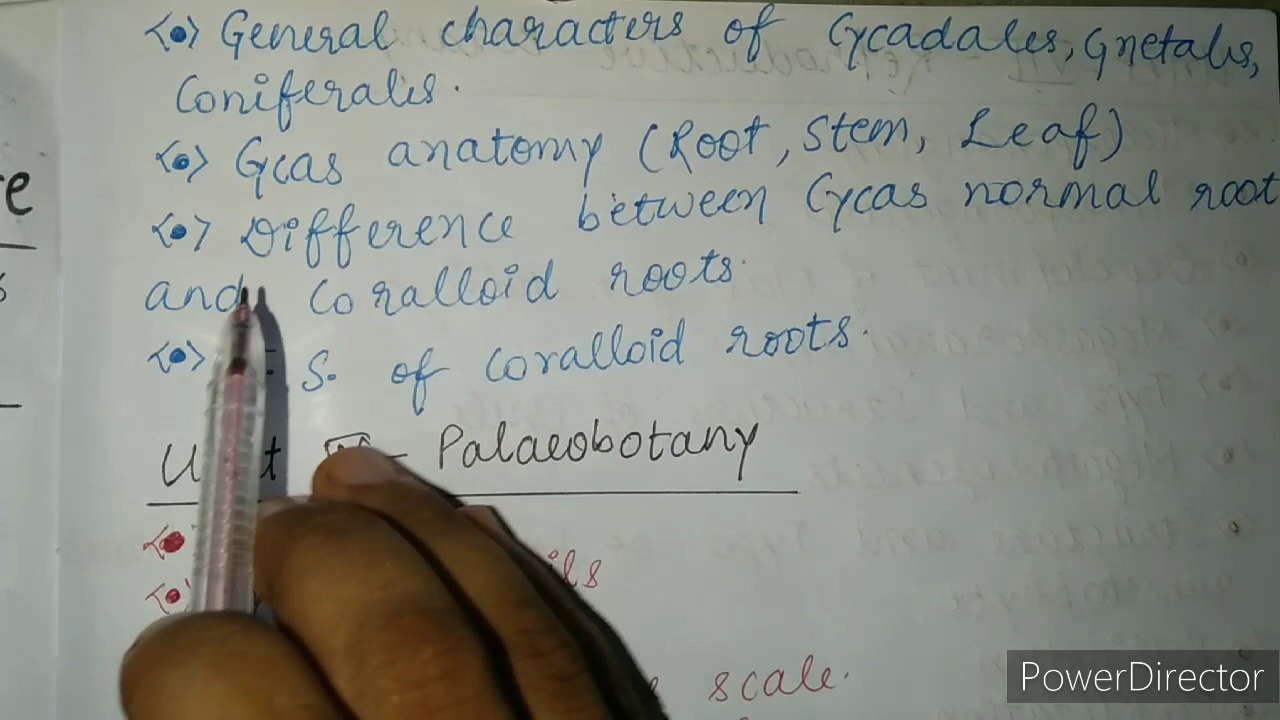 General characters of Cycadales, Gnetales,
Coniferales.
Cycas anatomy (Root, Stem, Leaf)
Difference between Cycas normal root
and Coralloid roots.
S. of coralloid roots.
Palaeobotany
scale.
PowerDirector